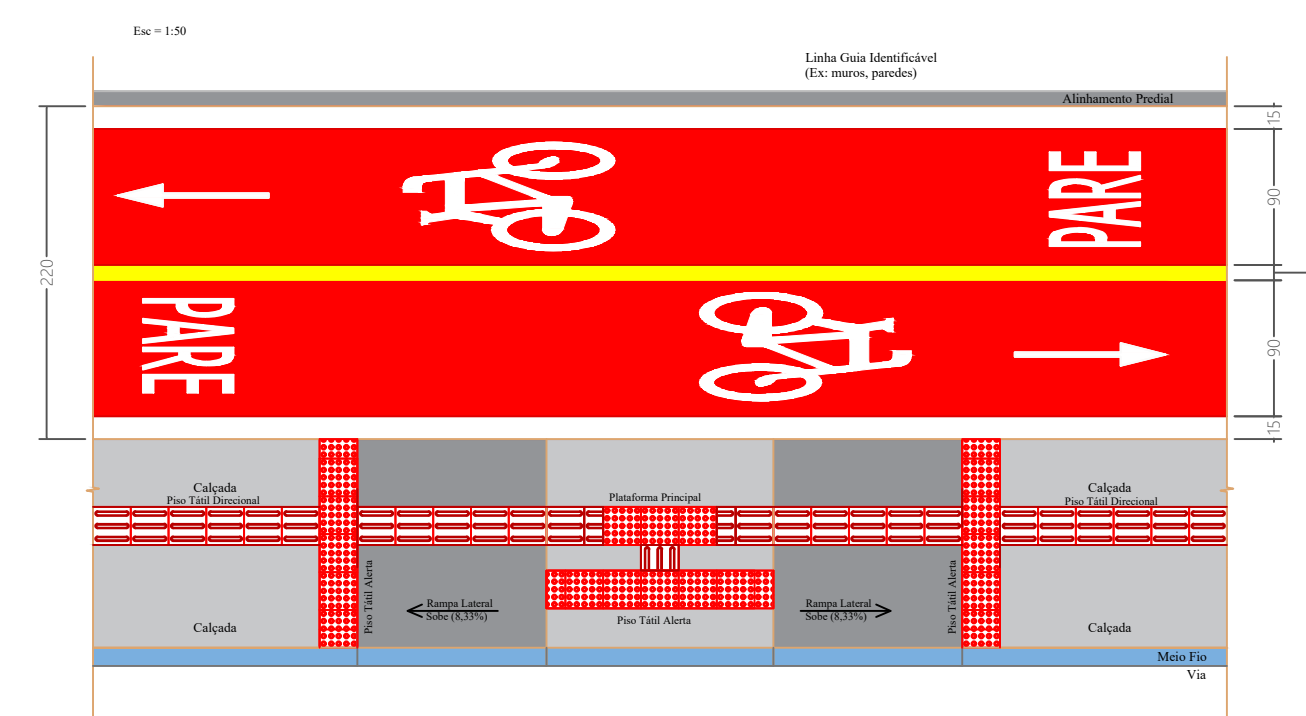 Esc = 1:50
Linha Guia Identificável
(Ex: muros, paredes)
Alinhamento Predial
15
PARE
90
220
PARE
90
15
Calçada
Piso Tátil Direcional
Plataforma Principal
Calçada
Piso Tátil Direcional
Piso Tátil Alerta
Rampa Lateral
Sobe (8,33%)
Piso Tátil Alerta
Rampa Lateral
Sobe (8,33%)
Piso Tátil Alerta
Calçada
Calçada
Meio Fio
Via